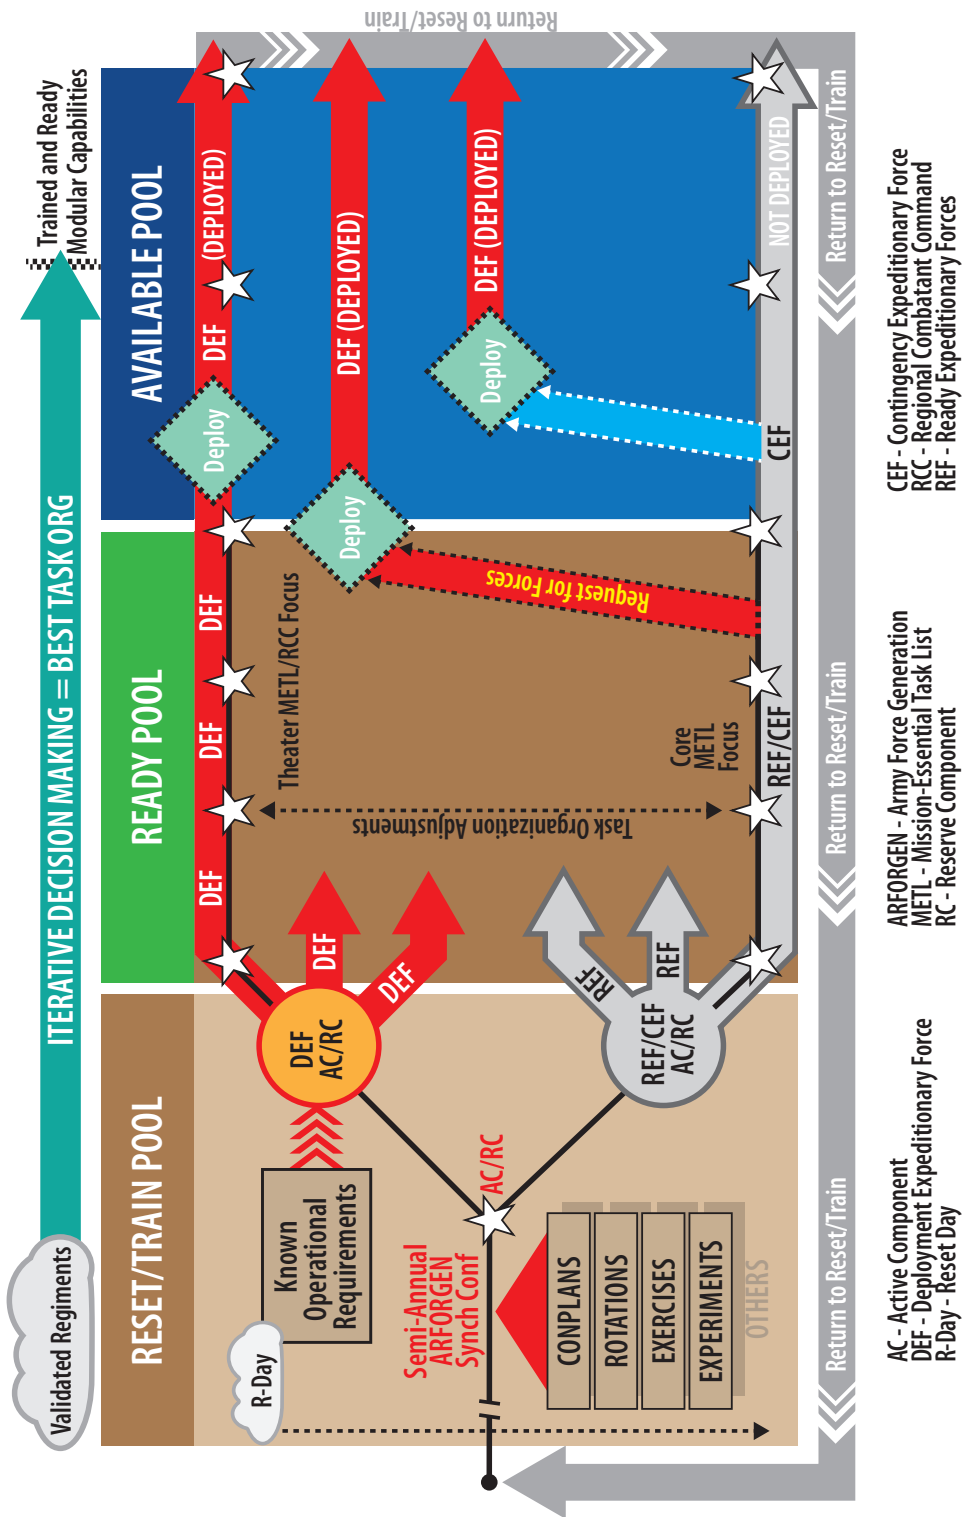 Validated Regiments
ITERATIVE DECISION MAKING = BEST TASK ORG
Trained and Ready
Modular Capabilities
RESET/TRAIN POOL
READY POOL
AVAILABLE POOL
R-Day
Known
Operational
Requirements
Semi-Annual
ARFORGEN
Synch Conf
AC/RC
CONPLANS
ROTATIONS
EXERCISES
EXPERIMENTS
OTHERS
DEF
AC/RC
REF/CEF
AC/RC
DEF
DEF
DEF
DEF
DEF
REF
REF
Theater METL/RCC Focus
Task Organization Adjustments
Core
METL
Focus
REF/CEF
Request for Forces
Deploy
DEF
(DEPLOYED)
Deploy
DEF (DEPLOYED)
Deploy
DEF (DEPLOYED)
CEF
NOT DEPLOYED
Return to Reset/Train
Return to Reset/Train
Return to Reset/Train
Return to Reset/Train
AC - Active Component
DEF - Deployment Expeditionary Force
R-Day - Reset Day
ARFORGEN - Army Force Generation
METL - Mission-Essential Task List
RC - Reserve Component
CEF - Contingency Expeditionary Force
RCC - Regional Combatant Command
REF - Ready Expeditionary Forces